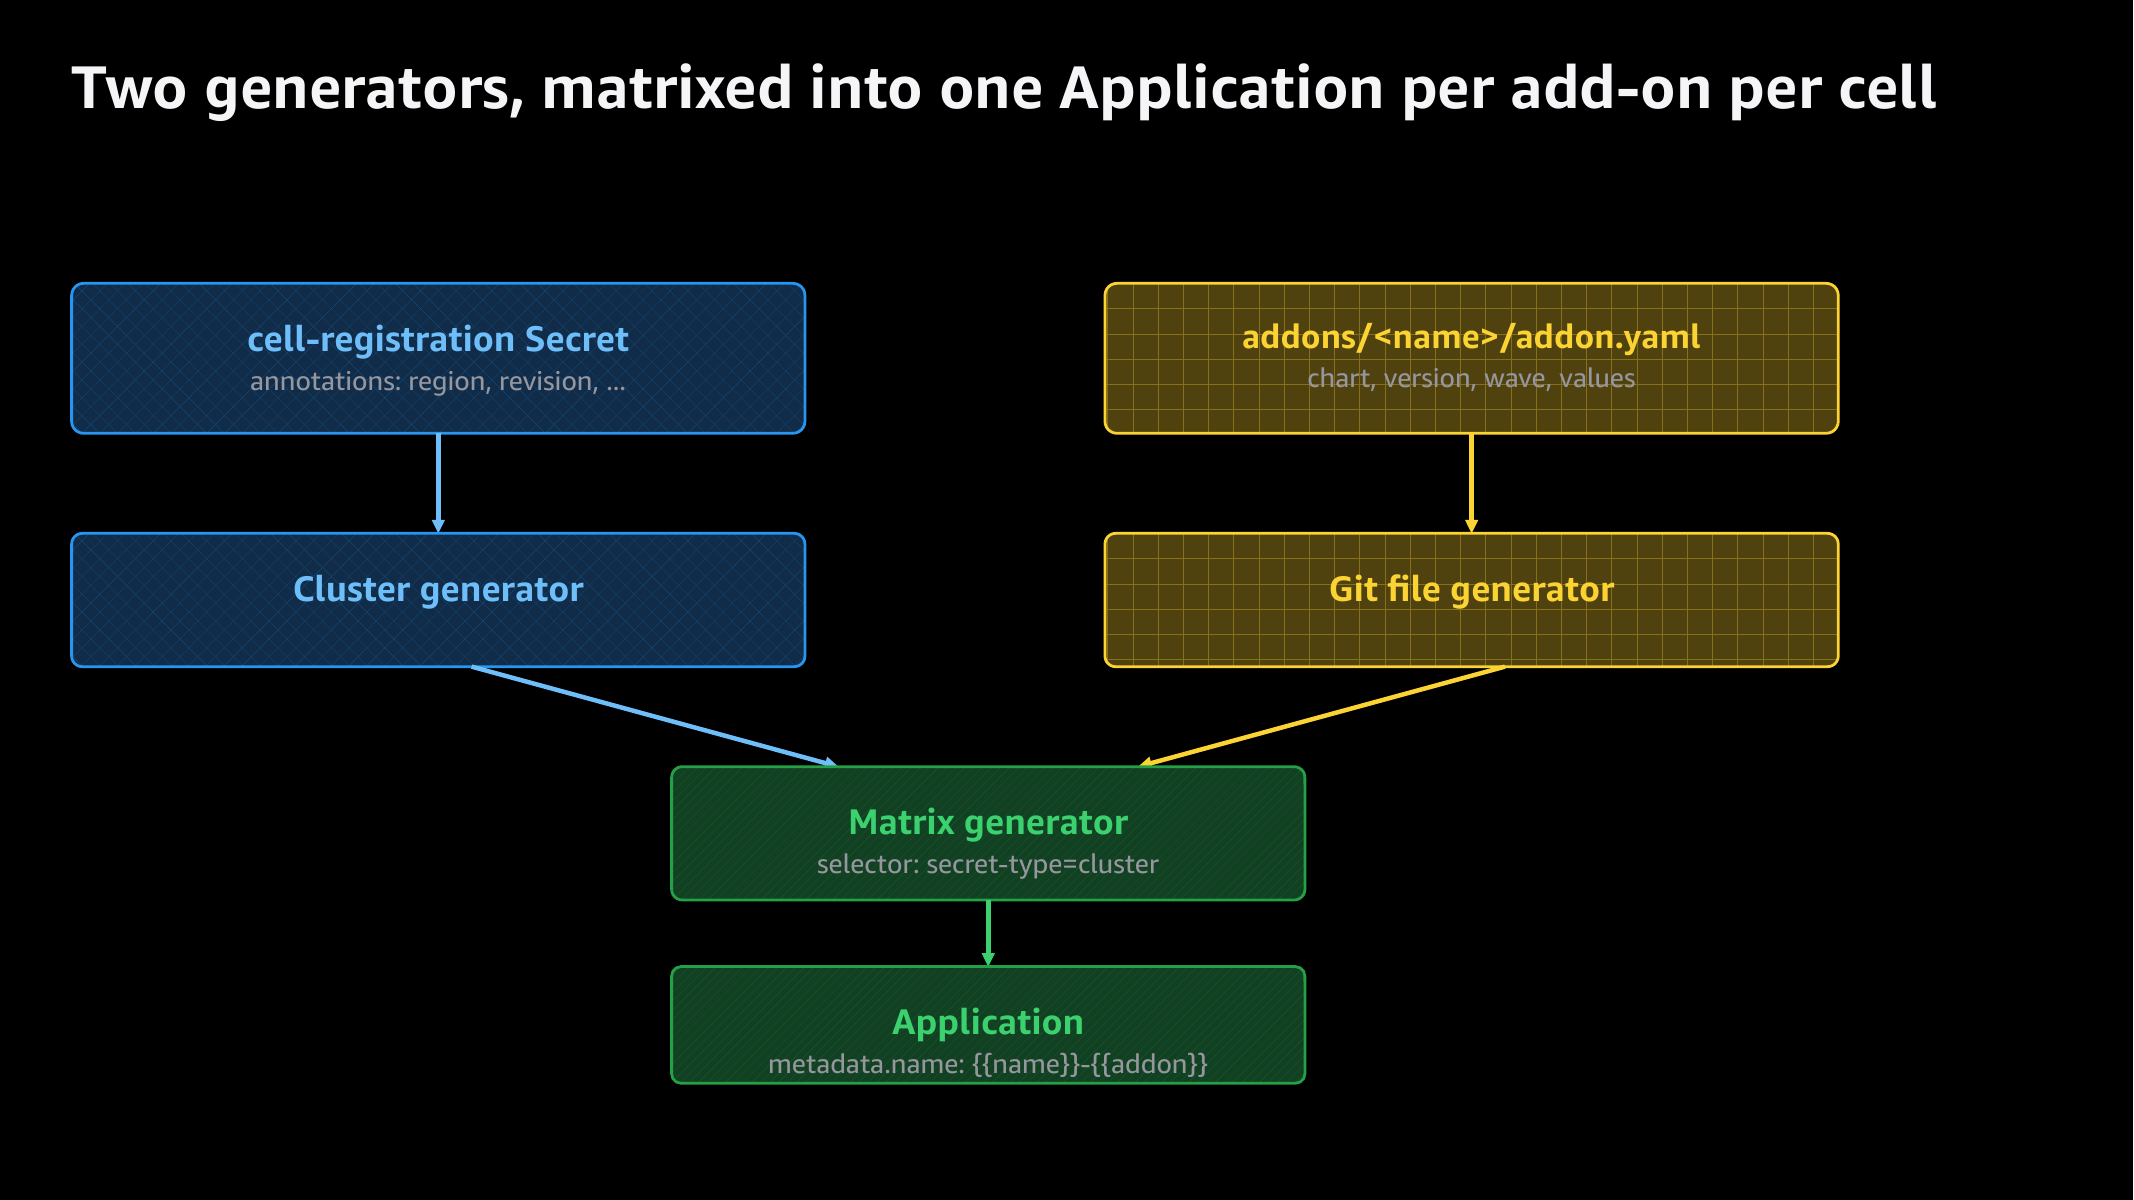 Two generators, matrixed into one Application per add-on per cell
cell-registration Secret
annotations: region, revision, ...
addons/<name>/addon.yaml
chart, version, wave, values
Cluster generator
Git file generator
Matrix generator
selector: secret-type=cluster
Application
metadata.name: {{name}}-{{addon}}